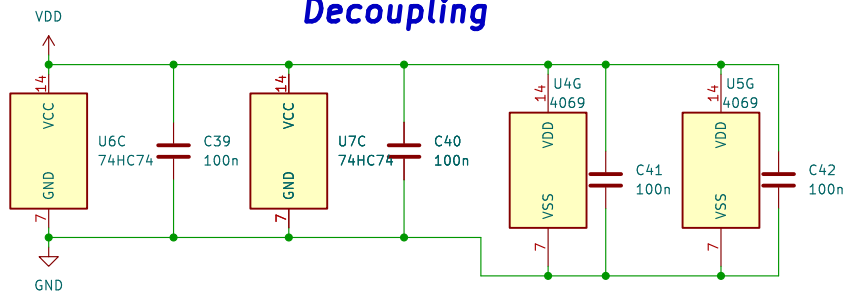 Decoupling
VDD
14
VCC
GND
7
U6C
74HC74
C39
100n
14
VCC
GND
7
U7C
74HC74
C40
100n
14
VDD
VSS
7
U4G
4069
C41
100n
14
VDD
VSS
7
U5G
4069
C42
100n
GND